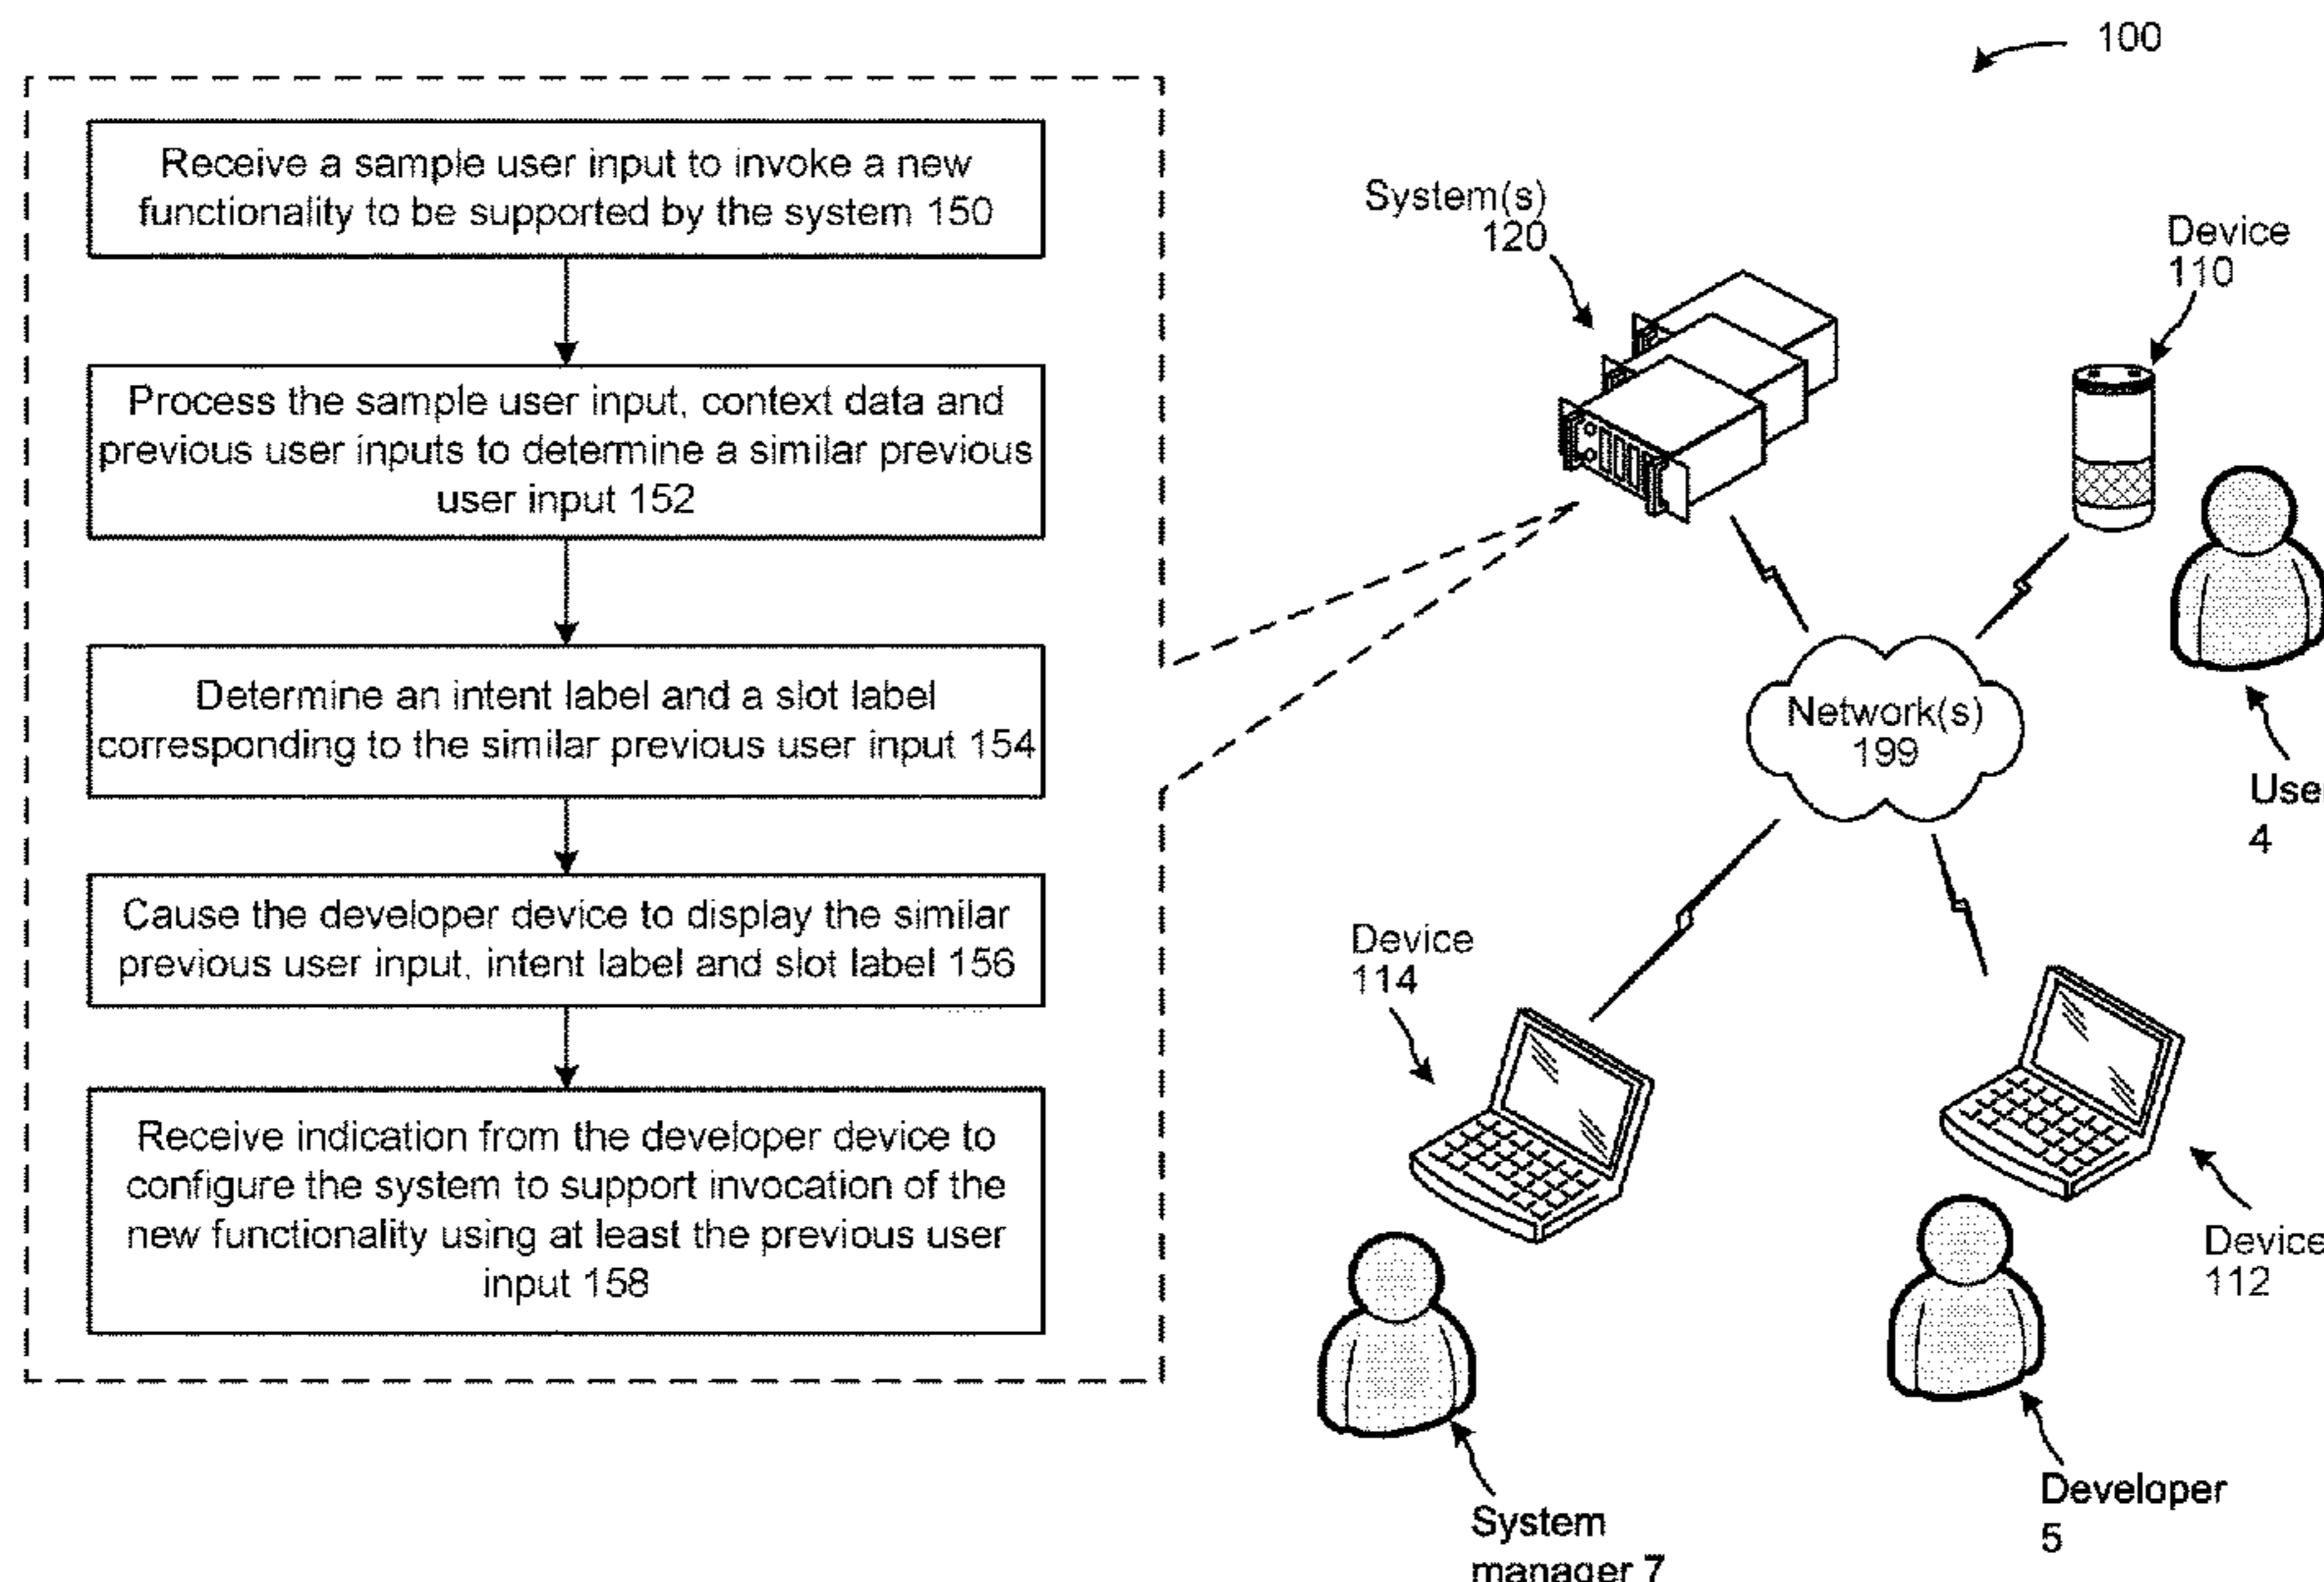 100
Receive a sample user input to invoke a new
functionality to be supported by the system 150
Process the sample user input, context data and
previous user inputs to determine a similar previous
user input 152
Determine an intent label and a slot label
corresponding to the similar previous user input 154
Cause the developer device to display the similar
previous user input, intent label and slot label 156
Receive indication from the developer device to
configure the system to support invocation of the
new functionality using at least the previous user
input 158
System(s)
120
Device
110
Network(s)
199
Use
4
Device
114
Device
112
Developer
5
System
manager 7